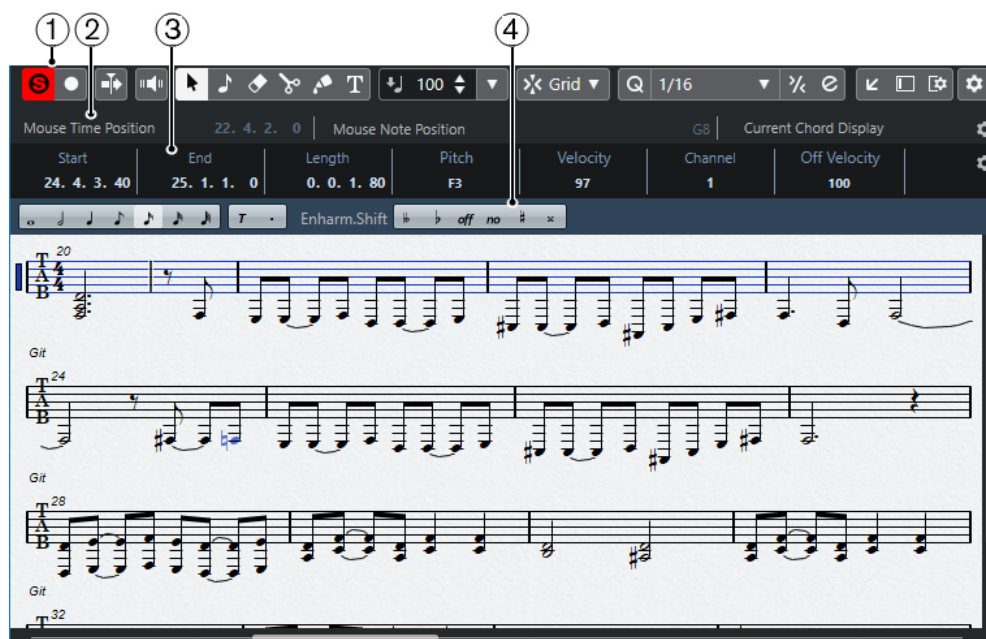 1 2 3 4
S 100 Grid Q 1/16 e
Mouse Time Position 22. 4. 2. 0 Mouse Note Position G8 Current Chord Display
Start End Length Pitch Velocity Channel Off Velocity
24. 4. 3. 40 25. 1. 1. 0 0. 0. 1. 80 F3 97 1 100
T . Enharm.Shift off no
20
T 4
A 4
B
Git
24
T
A
B
Git
28
T
A
B
Git
32
T